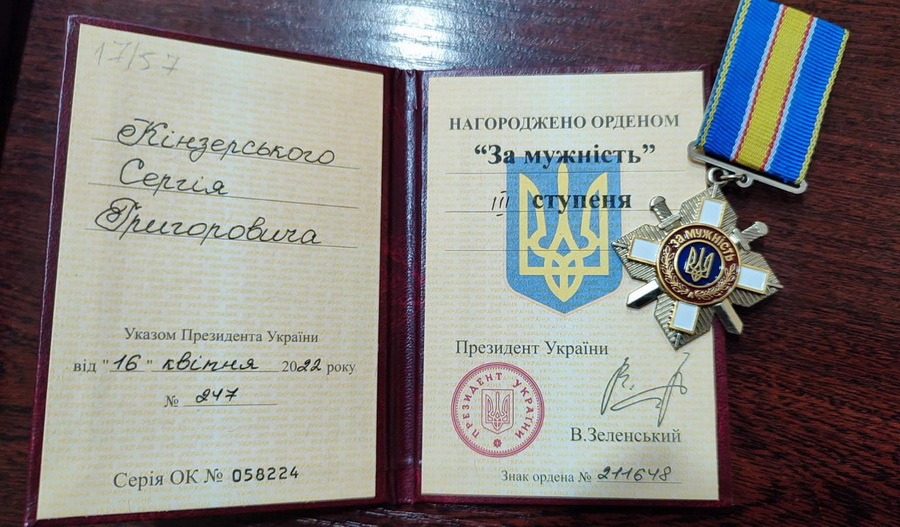 17/57
Кінзерського
Сергія
Григоровича
Указом Президента України
від "16" квітня 2022 року
№ 247
Серія ОК № 058224
НАГОРОДЖЕНО ОРДЕНОМ
“За мужність”
III ступеня
Президент України
ПРЕЗИДЕНТ УКРАЇНИ
В.Зеленський
Знак ордена № 211648
За мужність